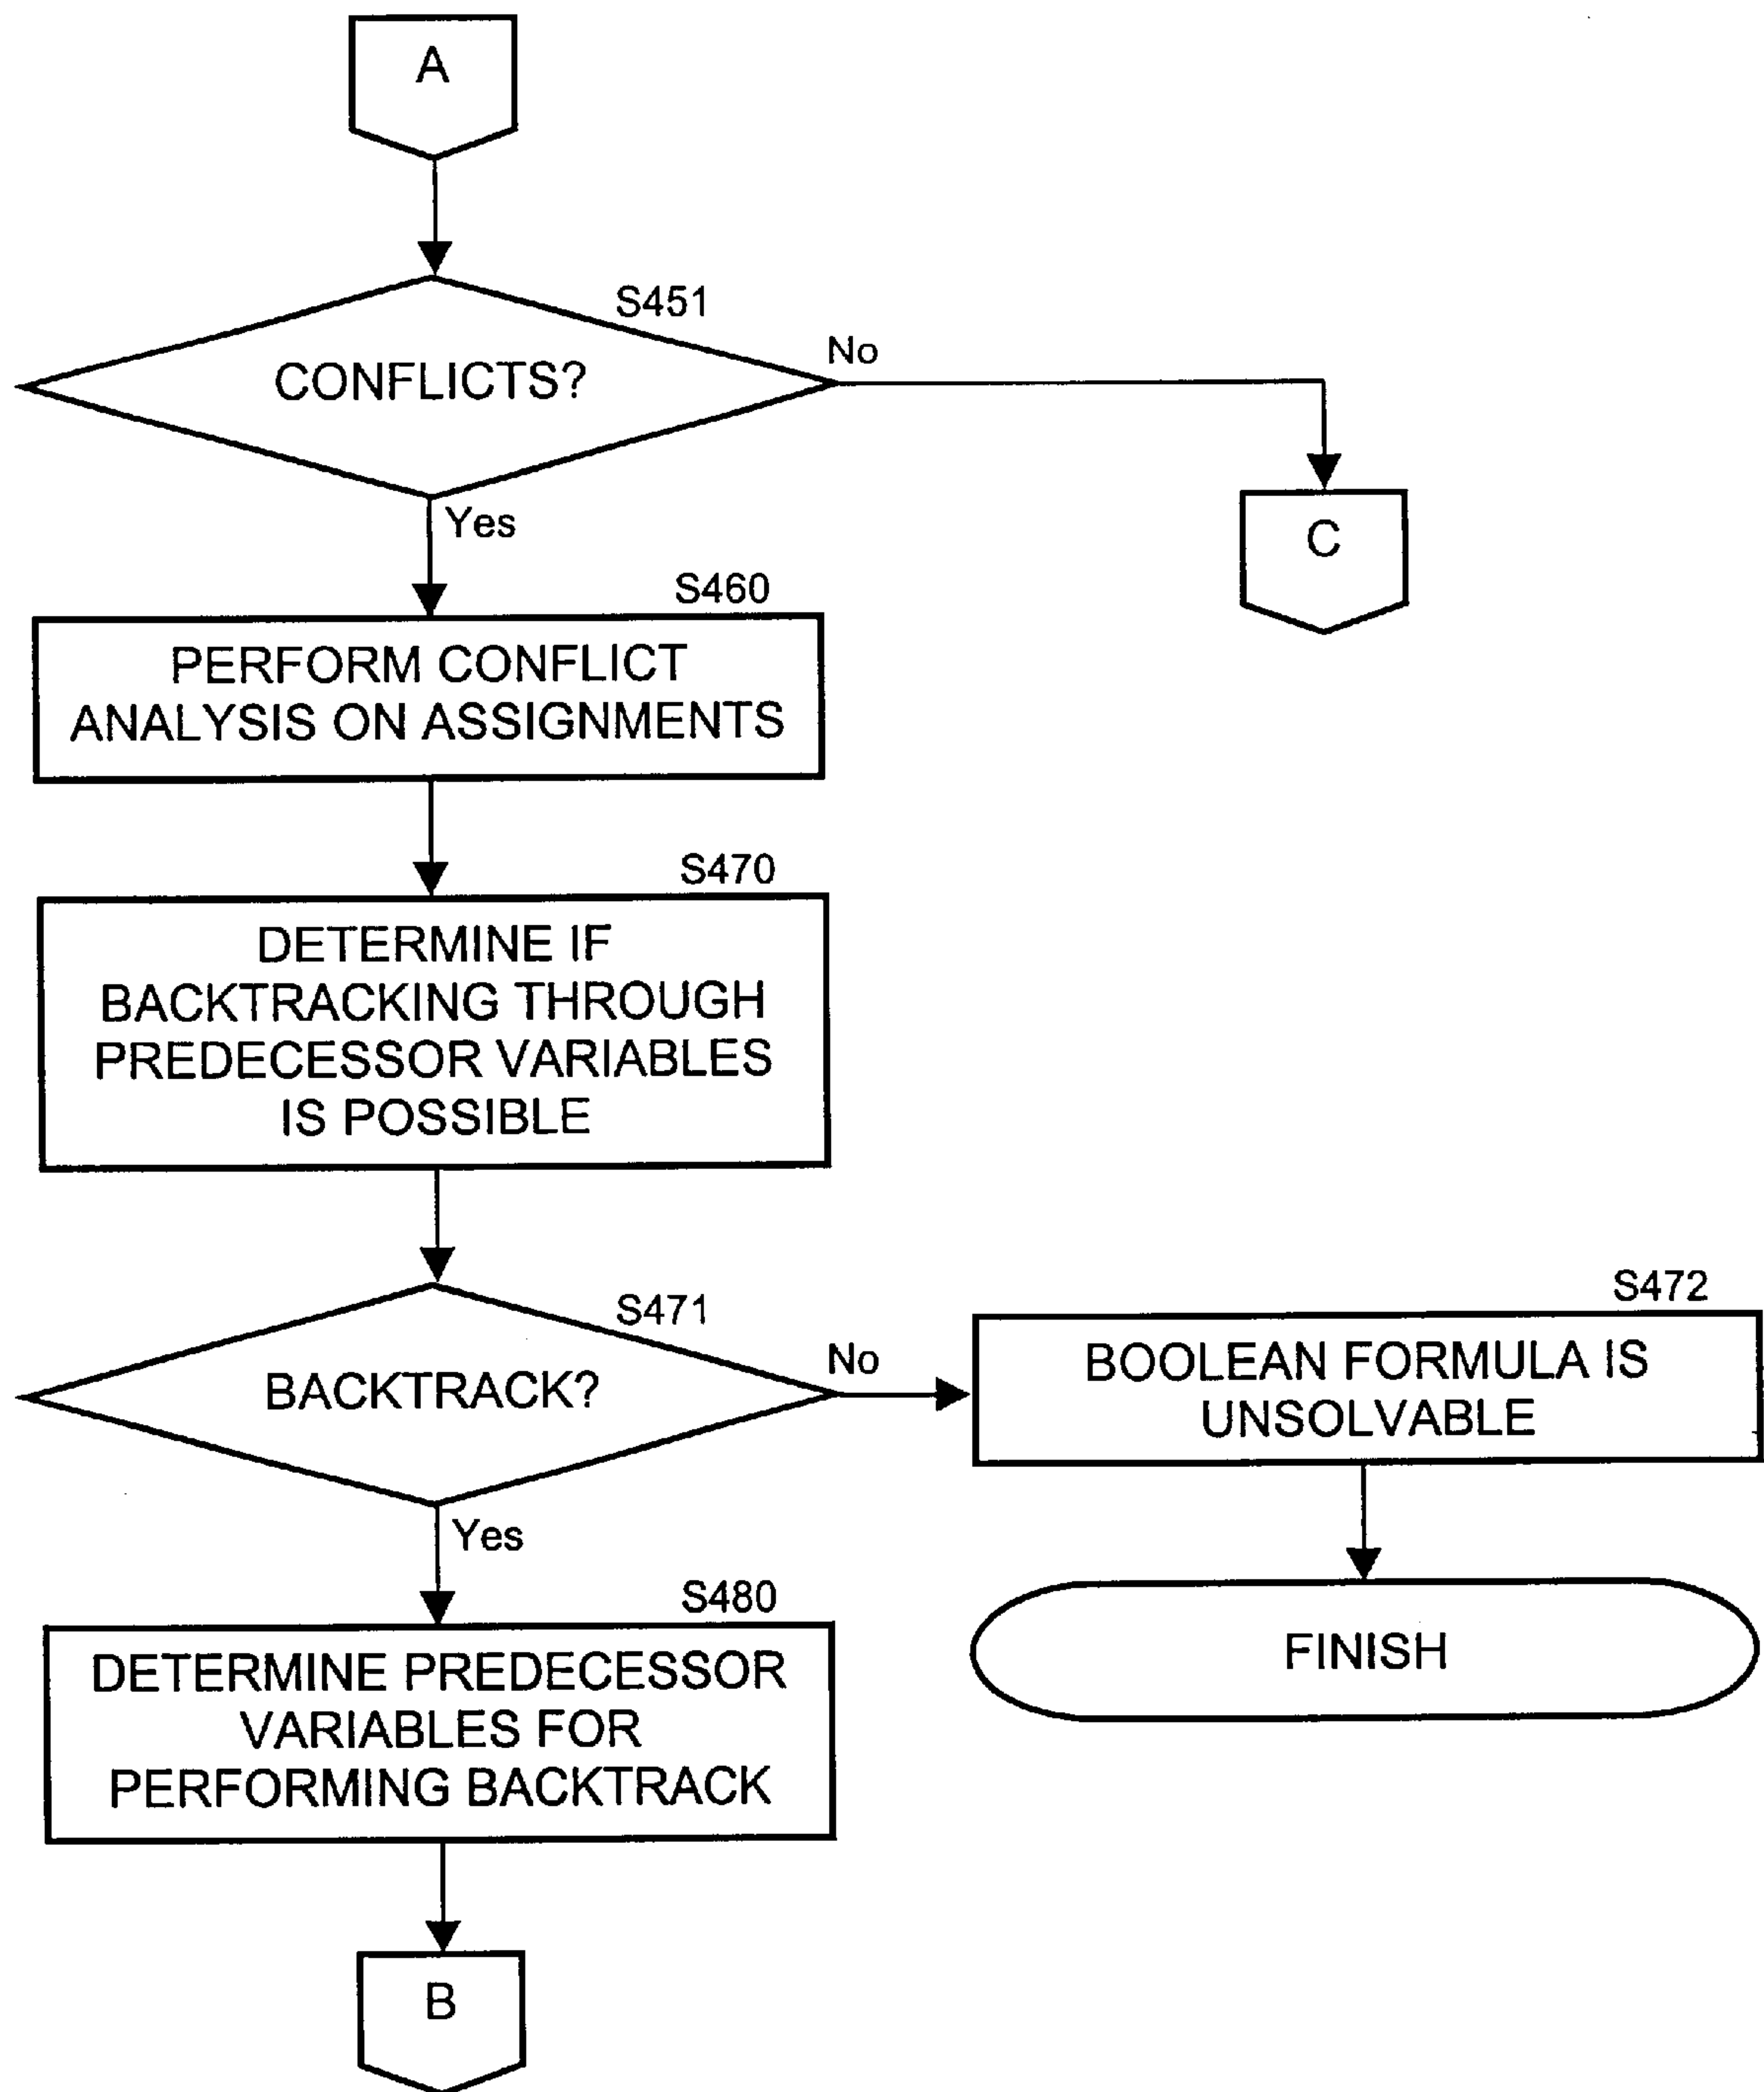 A
S451
CONFLICTS?
No
Yes
C
S460
PERFORM CONFLICT
ANALYSIS ON ASSIGNMENTS
S470
DETERMINE IF
BACKTRACKING THROUGH
PREDECESSOR VARIABLES
IS POSSIBLE
S471
BACKTRACK?
No
S472
BOOLEAN FORMULA IS
UNSOLVABLE
Yes
FINISH
S480
DETERMINE PREDECESSOR
VARIABLES FOR
PERFORMING BACKTRACK
B